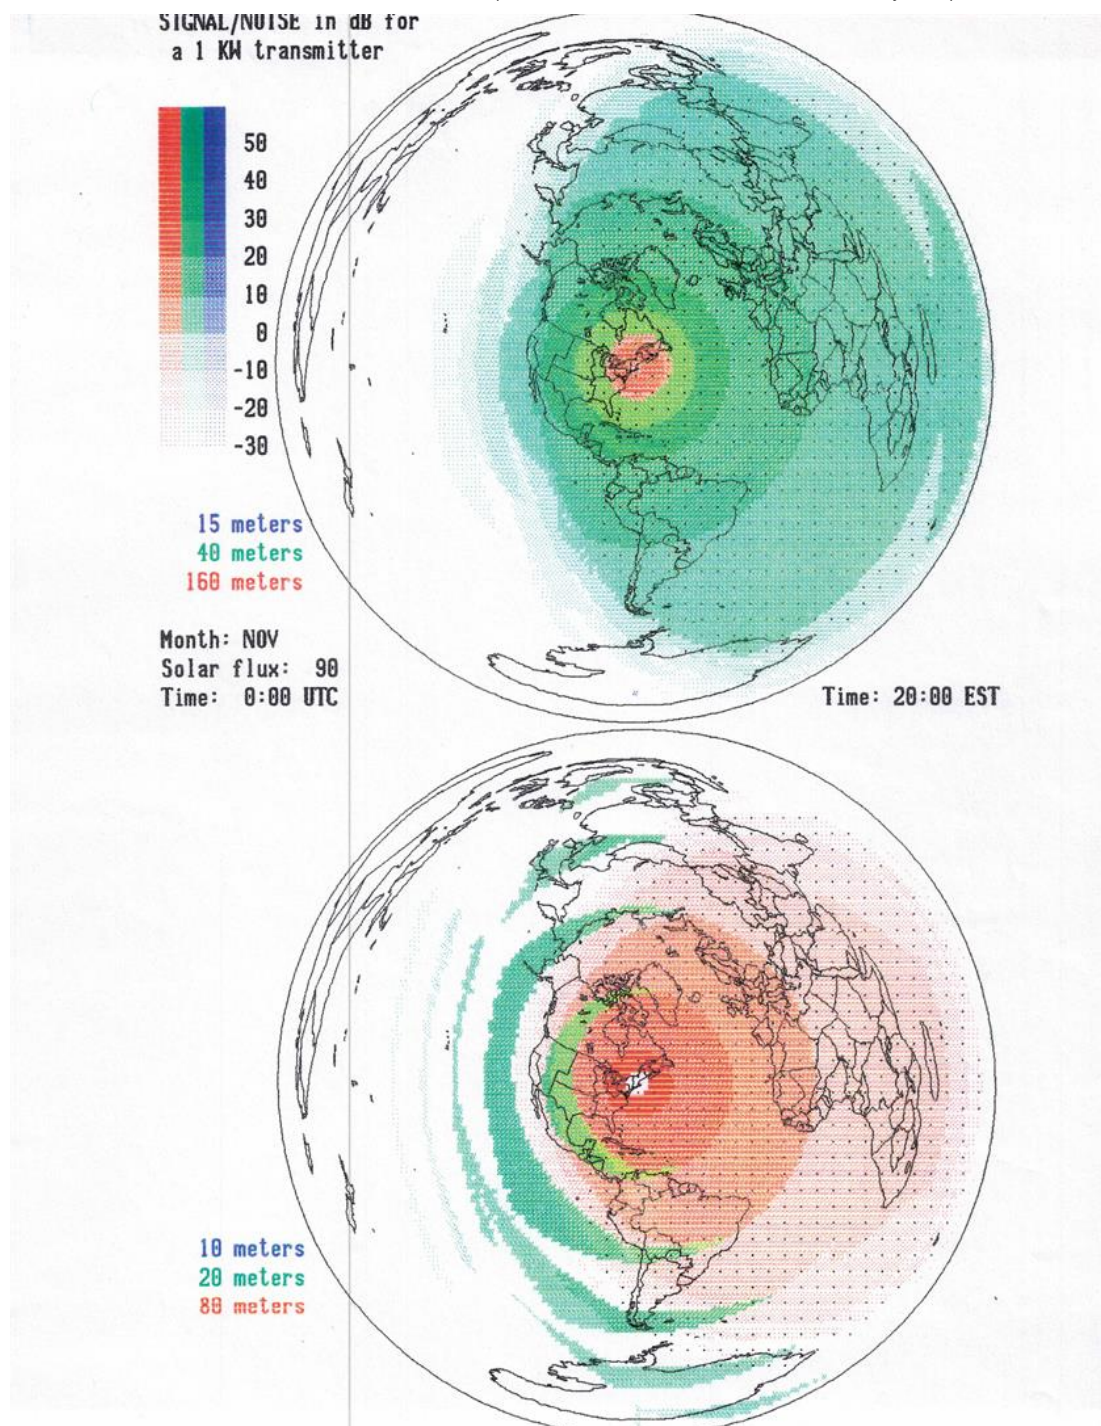 SIGNAL/NOISE in dB for
a 1 KW transmitter
50
40
30
20
10
0
-10
-20
-30
15 meters
40 meters
160 meters
Month: NOV
Solar flux: 90
Time: 0:00 UTC
Time: 20:00 EST
10 meters
20 meters
80 meters